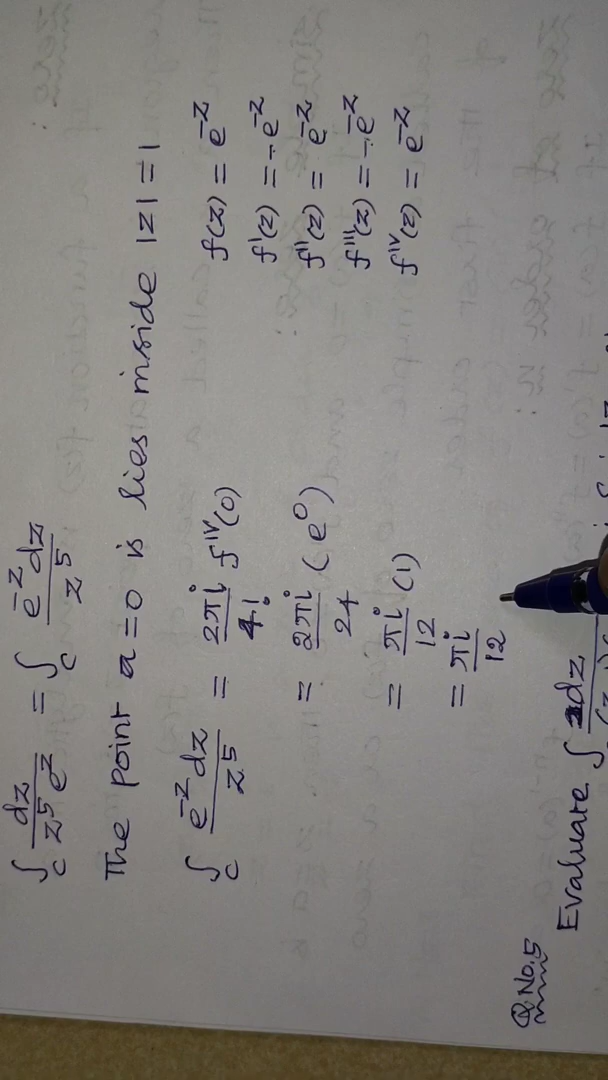 ∫_C dz/(z^5 e^z) = ∫_C e^{-z} dz/z^5
The point a=0 is lies inside |z|=1
∫_C e^{-z} dz/z^5 = 2πi/4! f^{IV}(0)
= 2πi/24 (e^0)
= πi/12 (1)
= πi/12
f(z) = e^{-z}
f'(z) = -e^{-z}
f''(z) = e^{-z}
f'''(z) = -e^{-z}
f^{IV}(z) = e^{-z}
Q.No.5
Evaluate ∫ zdz